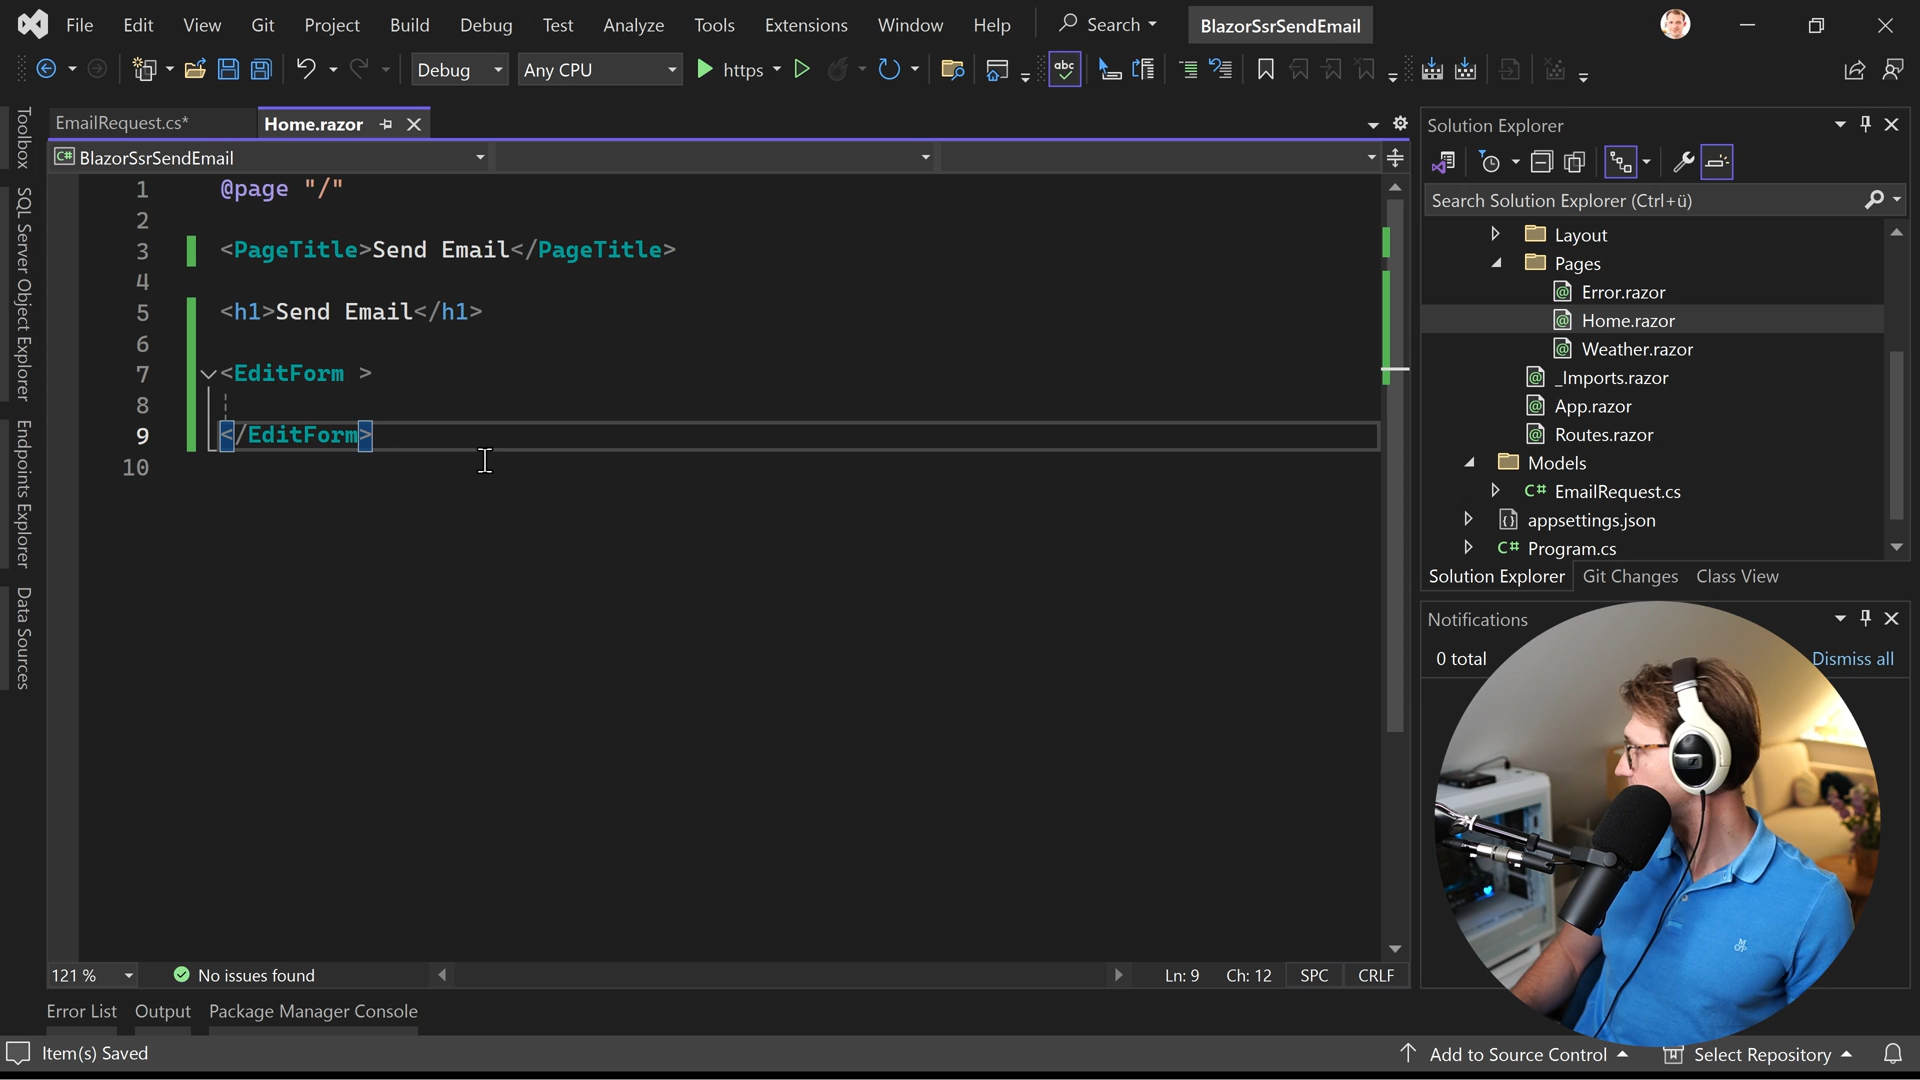 File Edit View Git Project Build Debug Test Analyze Tools Extensions Window Help Search BlazorSsrSendEmail
Debug Any CPU https abc
EmailRequest.cs* Home.razor
C# BlazorSsrSendEmail
Toolbox
SQL Server Object Explorer
Endpoints Explorer
Data Sources
1 @page "/"
2
3 <PageTitle>Send Email</PageTitle>
4
5 <h1>Send Email</h1>
6
7 <EditForm >
8
9 </EditForm>
10
121 % No issues found Ln: 9 Ch: 12 SPC CRLF
Error List Output Package Manager Console
Item(s) Saved
Solution Explorer
Search Solution Explorer (Ctrl+ü)
Layout
Pages
@ Error.razor
@ Home.razor
@ Weather.razor
@ _Imports.razor
@ App.razor
@ Routes.razor
Models
C# EmailRequest.cs
appsettings.json
C# Program.cs
Solution Explorer Git Changes Class View
Notifications
0 total Dismiss all
Add to Source Control Select Repository